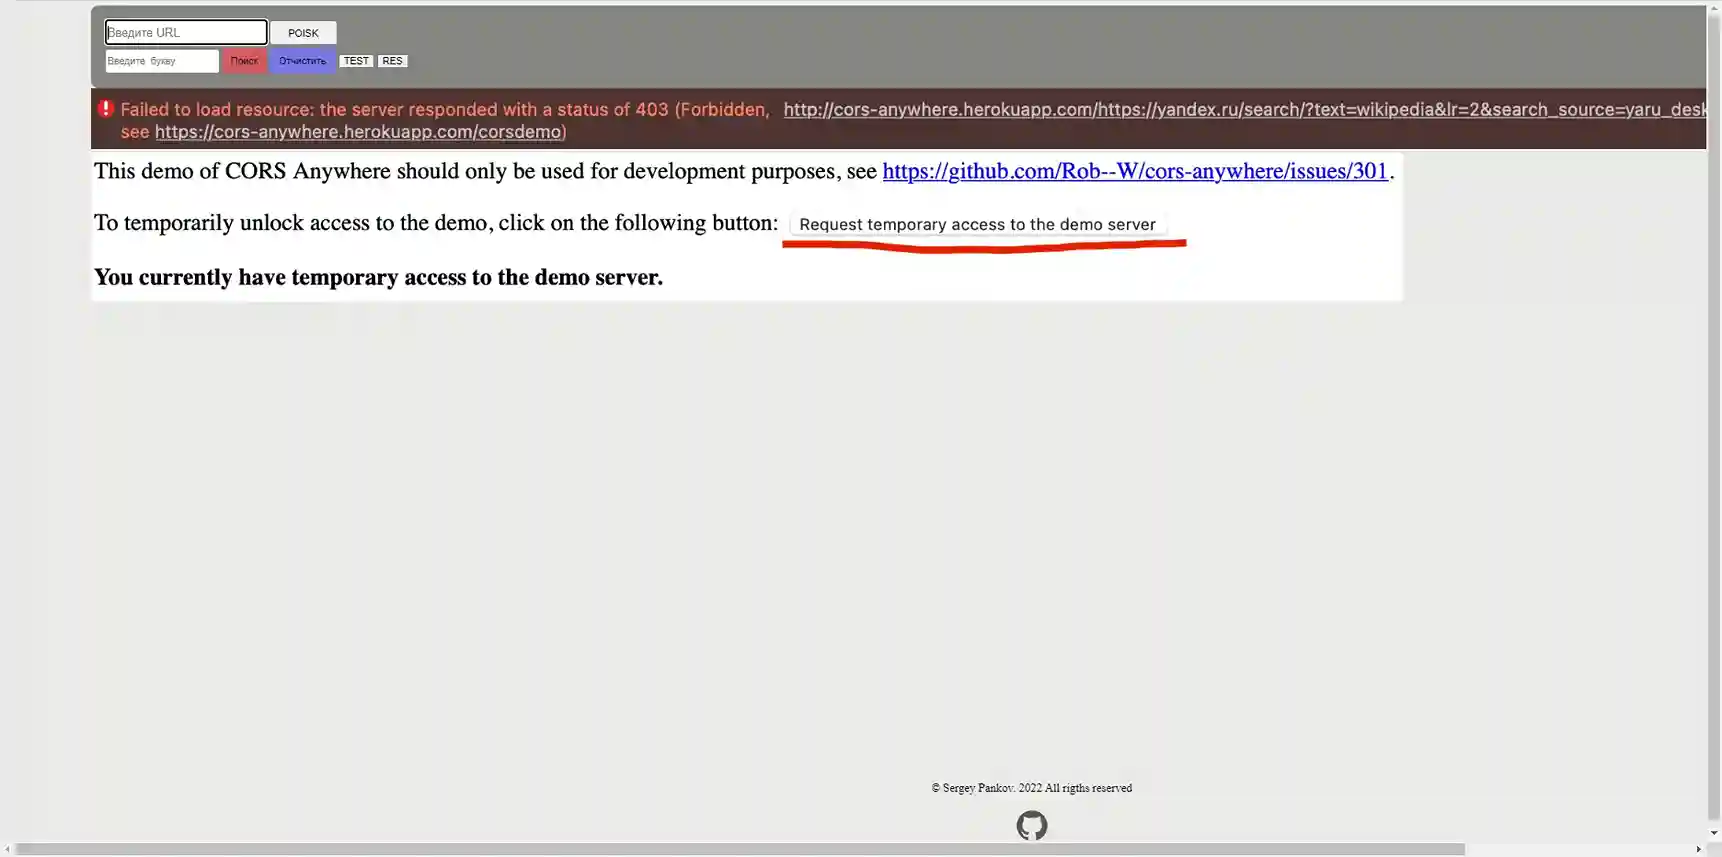 Введите URL POISK
Введите букву Поиск Отчистить TEST RES
Failed to load resource: the server responded with a status of 403 (Forbidden, http://cors-anywhere.herokuapp.com/https://yandex.ru/search/?text=wikipedia&lr=2&search_source=yaru_desk
see https://cors-anywhere.herokuapp.com/corsdemo)
This demo of CORS Anywhere should only be used for development purposes, see https://github.com/Rob--W/cors-anywhere/issues/301.
To temporarily unlock access to the demo, click on the following button: Request temporary access to the demo server
You currently have temporary access to the demo server.
© Sergey Pankov. 2022 All rigths reserved